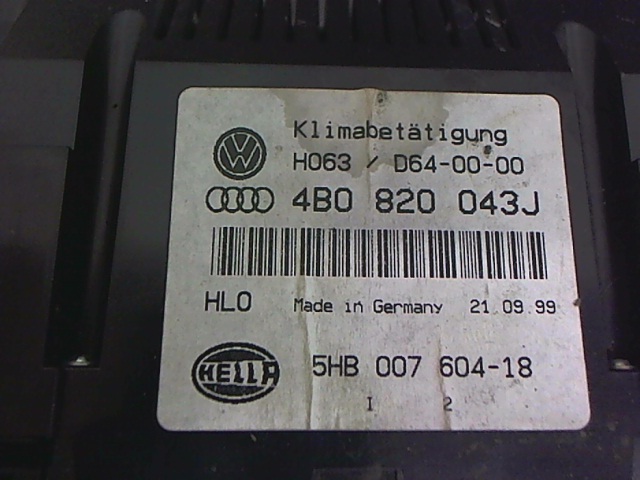 Klimabetätigung
H063 / D64-00-00
4B0 820 043J
HLO Made in Germany 21 09 99
HELLA 5HB 007 604-18
I 2